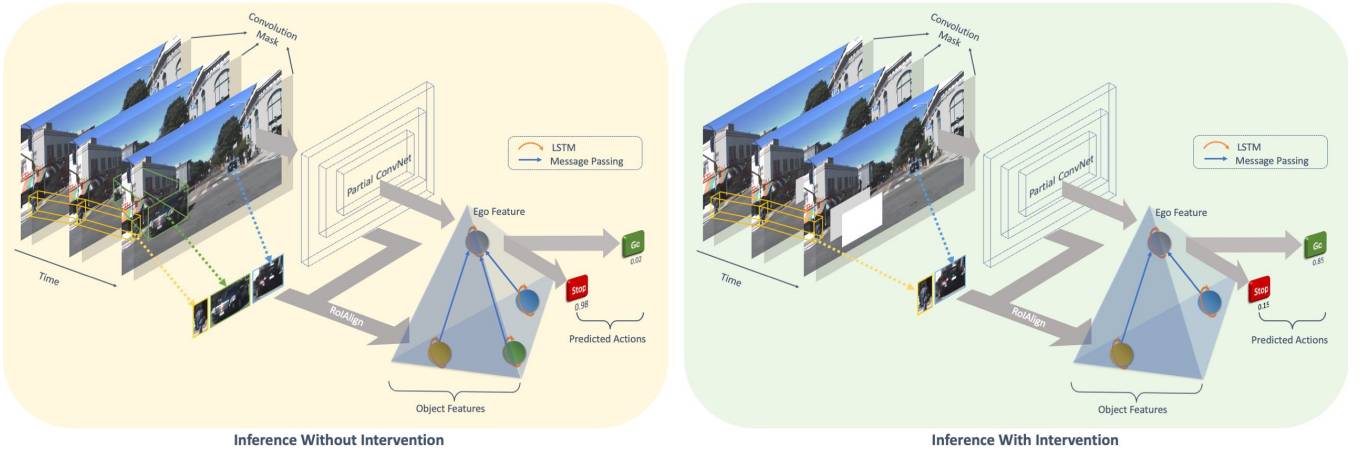 Convolution
Mask
Partial ConvNet
LSTM
Message Passing
Ego Feature
Time
RoIAlign
Go
0.02
Stop
0.98
Predicted Actions
Object Features
Inference Without Intervention
Convolution
Mask
Partial ConvNet
LSTM
Message Passing
Ego Feature
Time
RoIAlign
Go
0.85
Stop
0.15
Predicted Actions
Object Features
Inference With Intervention